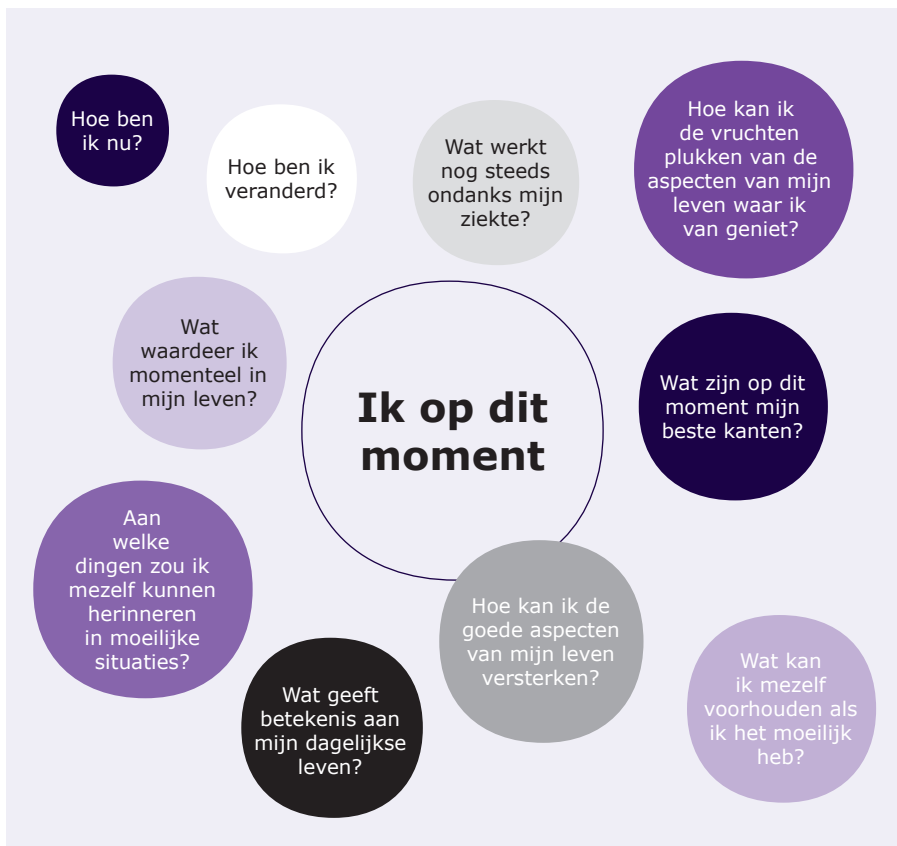 Hoe ben
ik nu?
Hoe ben ik
veranderd?
Wat werkt
nog steeds
ondanks mijn
ziekte?
Hoe kan ik
de vruchten
plukken van de
aspecten van mijn
leven waar ik
van geniet?
Wat
waardeer ik
momenteel in
mijn leven?
Ik op dit
moment
Wat zijn op dit
moment mijn
beste kanten?
Aan
welke
dingen zou ik
mezelf kunnen
herinneren
in moeilijke
situaties?
Hoe kan ik de
goede aspecten
van mijn leven
versterken?
Wat geeft
betekenis aan
mijn dagelijkse
leven?
Wat kan
ik mezelf
voorhouden als
ik het moeilijk
heb?